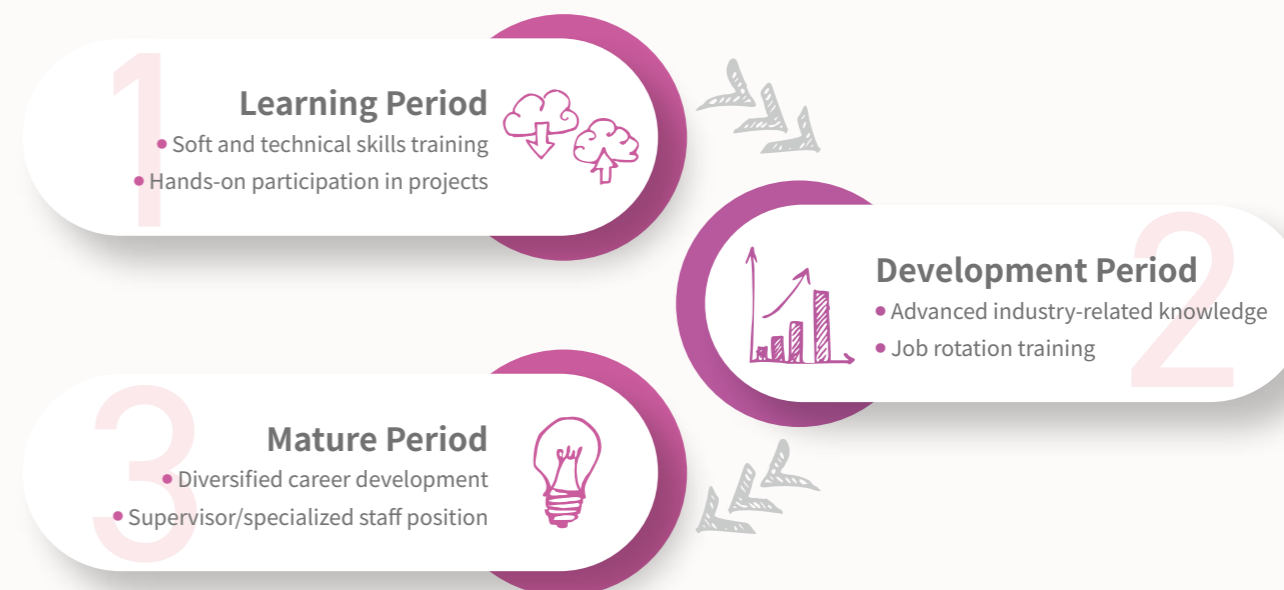 1
Learning Period
• Soft and technical skills training
• Hands-on participation in projects
2
Development Period
• Advanced industry-related knowledge
• Job rotation training
3
Mature Period
• Diversified career development
• Supervisor/specialized staff position